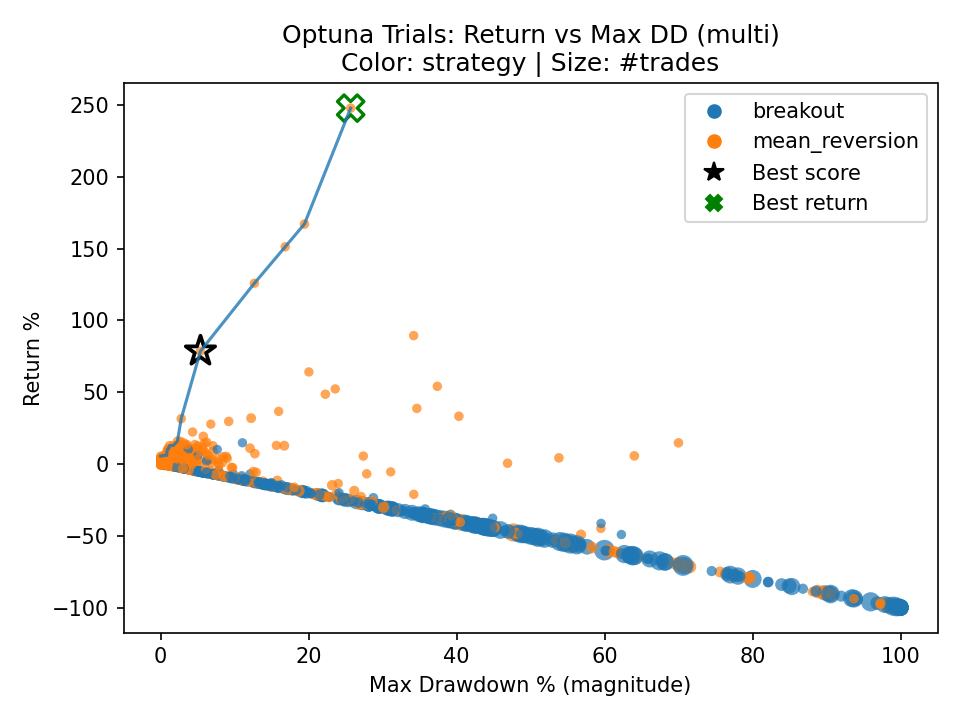 Optuna Trials: Return vs Max DD (multi)
Color: strategy | Size: #trades
250
200
150
100
50
0
−50
−100
Return %
breakout
mean_reversion
Best score
Best return
0
20
40
60
80
100
Max Drawdown % (magnitude)